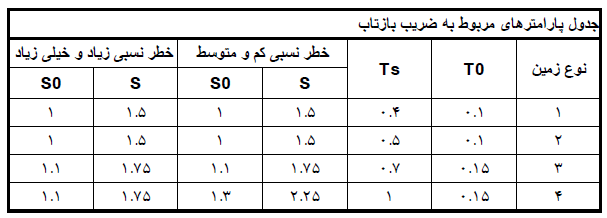 جدول پارامترهای مربوط به ضریب بازتاب
نوع زمین T0 Ts خطر نسبی کم و متوسط خطر نسبی زیاد و خیلی زیاد
S S0 S S0
۱ ۰.۱ ۰.۴ ۱.۵ ۱ ۱.۵ ۱
۲ ۰.۱ ۰.۵ ۱.۵ ۱ ۱.۵ ۱
۳ ۰.۱۵ ۰.۷ ۱.۷۵ ۱.۱ ۱.۷۵ ۱.۱
۴ ۰.۱۵ ۱ ۲.۲۵ ۱.۳ ۱.۷۵ ۱.۱